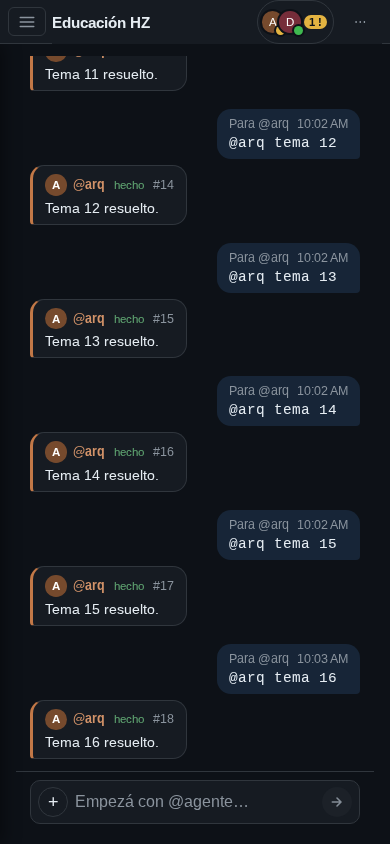 Educación HZ
A D 1 ! ...
Tema 11 resuelto.
Para @arq 10:02 AM
@arq tema 12
A @arq hecho #14
Tema 12 resuelto.
Para @arq 10:02 AM
@arq tema 13
A @arq hecho #15
Tema 13 resuelto.
Para @arq 10:02 AM
@arq tema 14
A @arq hecho #16
Tema 14 resuelto.
Para @arq 10:02 AM
@arq tema 15
A @arq hecho #17
Tema 15 resuelto.
Para @arq 10:03 AM
@arq tema 16
A @arq hecho #18
Tema 16 resuelto.
+ Empezá con @agente…